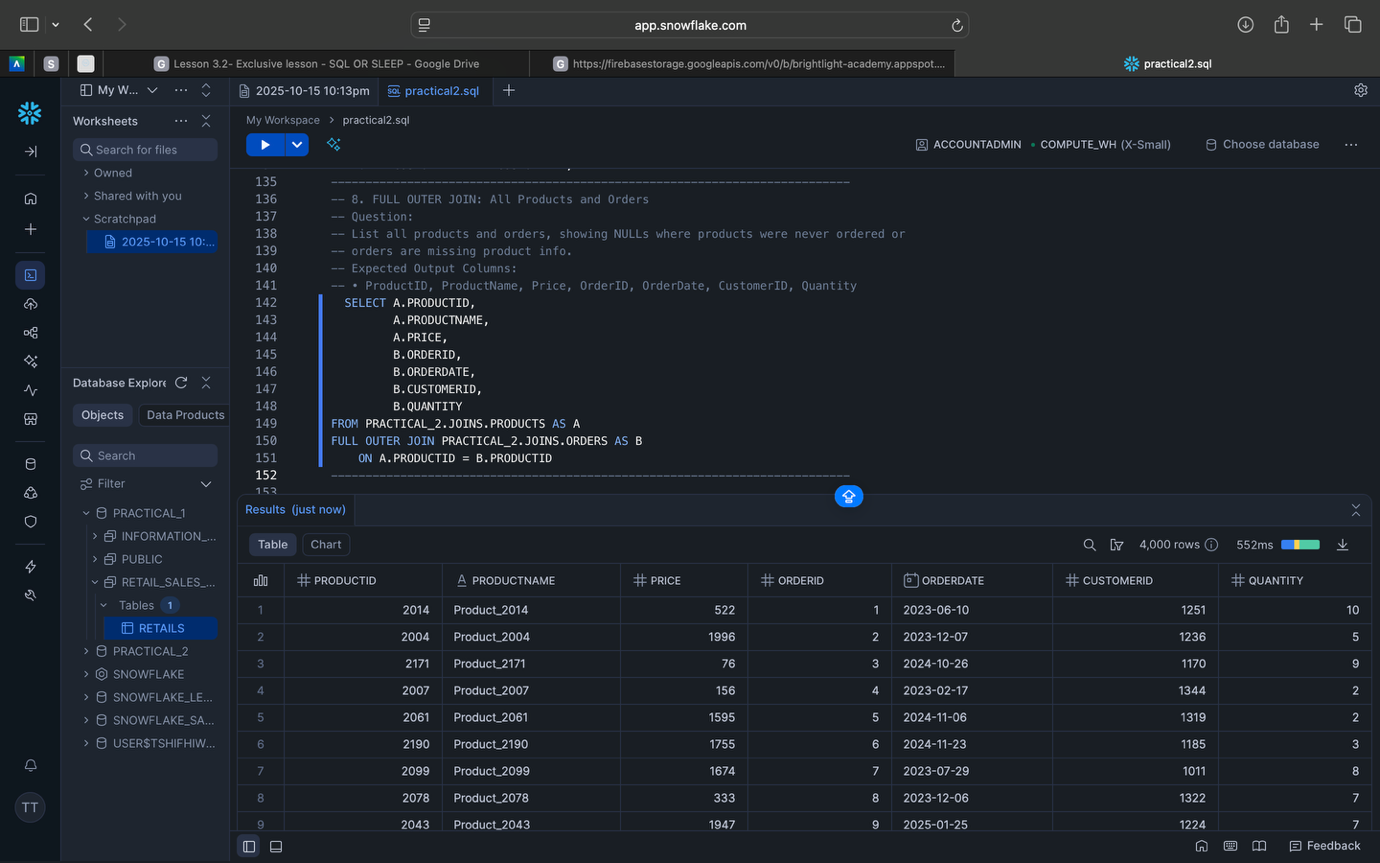 app.snowflake.com
S
G Lesson 3.2- Exclusive lesson - SQL OR SLEEP - Google Drive
G https://firebasestorage.googleapis.com/v0/b/brightlight-academy.appspot....
practical2.sql
My W...
2025-10-15 10:13pm
SQL practical2.sql
Worksheets
My Workspace > practical2.sql
Search for files
ACCOUNTADMIN
COMPUTE_WH (X-Small)
Choose database
Owned
Shared with you
Scratchpad
2025-10-15 10:...
135 ---------------------------------------------------------------------------
136 -- 8. FULL OUTER JOIN: All Products and Orders
137 -- Question:
138 -- List all products and orders, showing NULLs where products were never ordered or
139 -- orders are missing product info.
140 -- Expected Output Columns:
141 -- • ProductID, ProductName, Price, OrderID, OrderDate, CustomerID, Quantity
142 SELECT A.PRODUCTID,
143 A.PRODUCTNAME,
144 A.PRICE,
145 B.ORDERID,
146 B.ORDERDATE,
147 B.CUSTOMERID,
148 B.QUANTITY
149 FROM PRACTICAL_2.JOINS.PRODUCTS AS A
150 FULL OUTER JOIN PRACTICAL_2.JOINS.ORDERS AS B
151 ON A.PRODUCTID = B.PRODUCTID
152 ---------------------------------------------------------------------------
153
Database Explore
Objects
Data Products
Search
Filter
PRACTICAL_1
INFORMATION_...
PUBLIC
RETAIL_SALES_...
Tables 1
RETAILS
PRACTICAL_2
SNOWFLAKE
SNOWFLAKE_LE...
SNOWFLAKE_SA...
USER$TSHIFHIW...
TT
Results (just now)
Table
Chart
4,000 rows
552ms
PRODUCTID PRODUCTNAME PRICE ORDERID ORDERDATE CUSTOMERID QUANTITY
1 2014 Product_2014 522 1 2023-06-10 1251 10
2 2004 Product_2004 1996 2 2023-12-07 1236 5
3 2171 Product_2171 76 3 2024-10-26 1170 9
4 2007 Product_2007 156 4 2023-02-17 1344 2
5 2061 Product_2061 1595 5 2024-11-06 1319 2
6 2190 Product_2190 1755 6 2024-11-23 1185 3
7 2099 Product_2099 1674 7 2023-07-29 1011 8
8 2078 Product_2078 333 8 2023-12-06 1322 7
9 2043 Product_2043 1947 9 2025-01-25 1224 7
Feedback